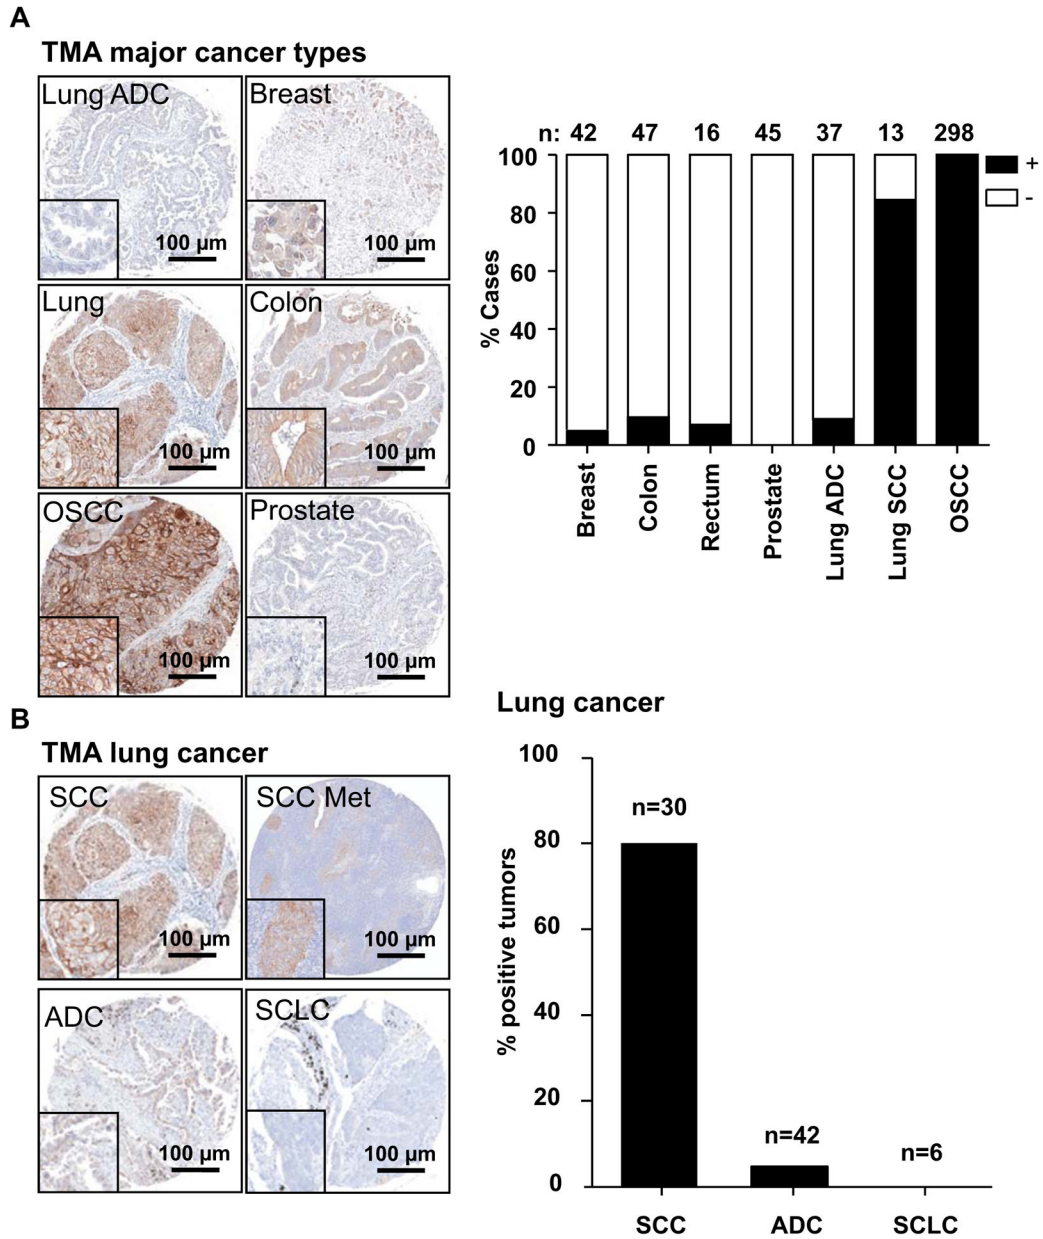 A
TMA major cancer types
Lung ADC
100 µm
Breast
100 µm
Lung
100 µm
Colon
100 µm
OSCC
100 µm
Prostate
100 µm
n: 42 47 16 45 37 13 298
+
-
% Cases
100
80
60
40
20
0
Breast
Colon
Rectum
Prostate
Lung ADC
Lung SCC
OSCC
B
TMA lung cancer
SCC
100 µm
SCC Met
100 µm
ADC
100 µm
SCLC
100 µm
Lung cancer
% positive tumors
100
80
60
40
20
0
n=30
n=42
n=6
SCC
ADC
SCLC